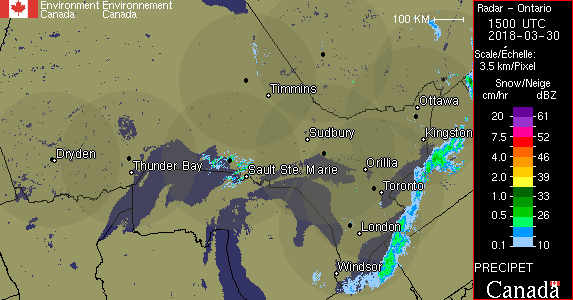 Environment Environnement
Canada Canada
100 KM
Timmins
Ottawa
Sudbury
Kingston
Dryden
Thunder Bay
Sault Ste. Marie
Orillia
Toronto
London
Windsor
Radar - Ontario
1500 UTC
2018-03-30
Scale/Échelle:
3.5 km/Pixel
Snow/Neige
cm/hr dBZ
20 61
7.5 52
4.0 46
2.0 39
1.0 33
0.5 26
0.1 10
PRECIPET
Canada